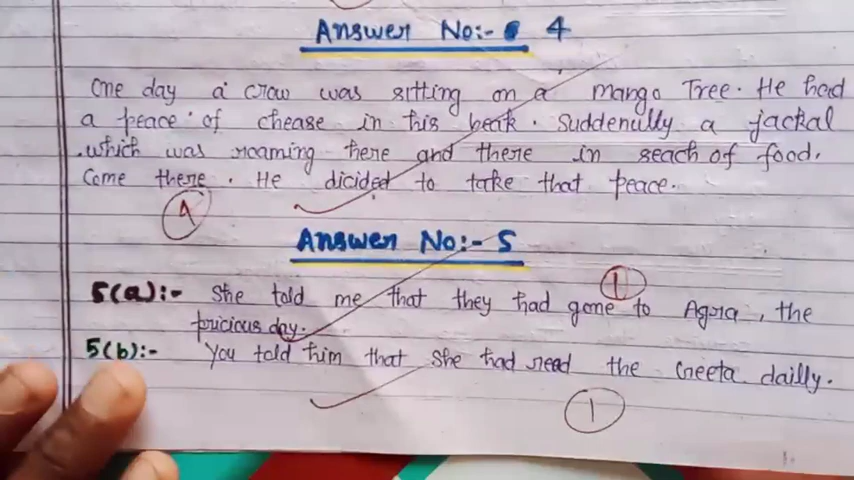 Answer No:- 4
One day a crow was sitting on a mango Tree. He had
a peace of chease in his beak. Suddenully a jackal
which was roaming here and there in seach of food.
Come there. He dicided to take that peace.
4
Answer No:- 5
1
5(a):- She told me that they had gone to Agra, the
pricious day.
5(b):- You told him that she had read the Geeta dailly.
1